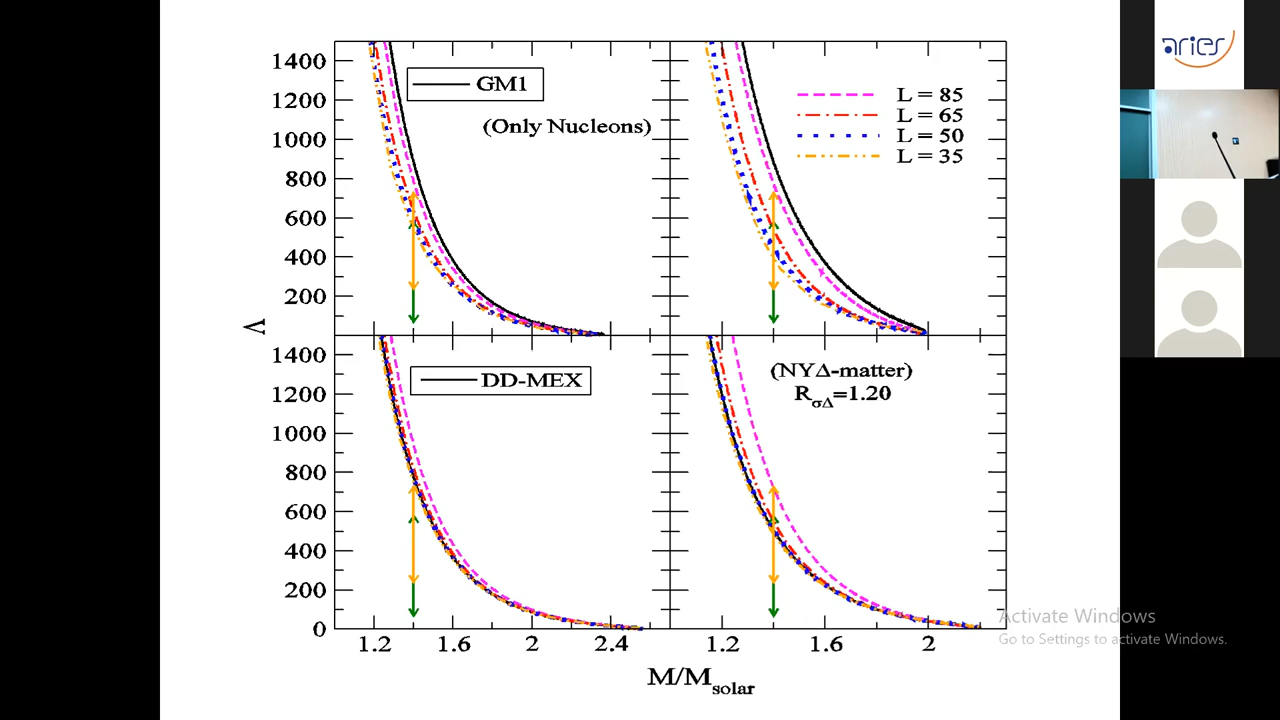 aries
1400
1200
1000
800
600
400
200
GM1
(Only Nucleons)
L = 85
L = 65
L = 50
L = 35
Λ
1400
1200
1000
800
600
400
200
0
DD-MEX
(NYΔ-matter)
RσΔ=1.20
1.2 1.6 2 2.4 1.2 1.6 2
M/Msolar
Activate Windows
Go to Settings to activate Windows.